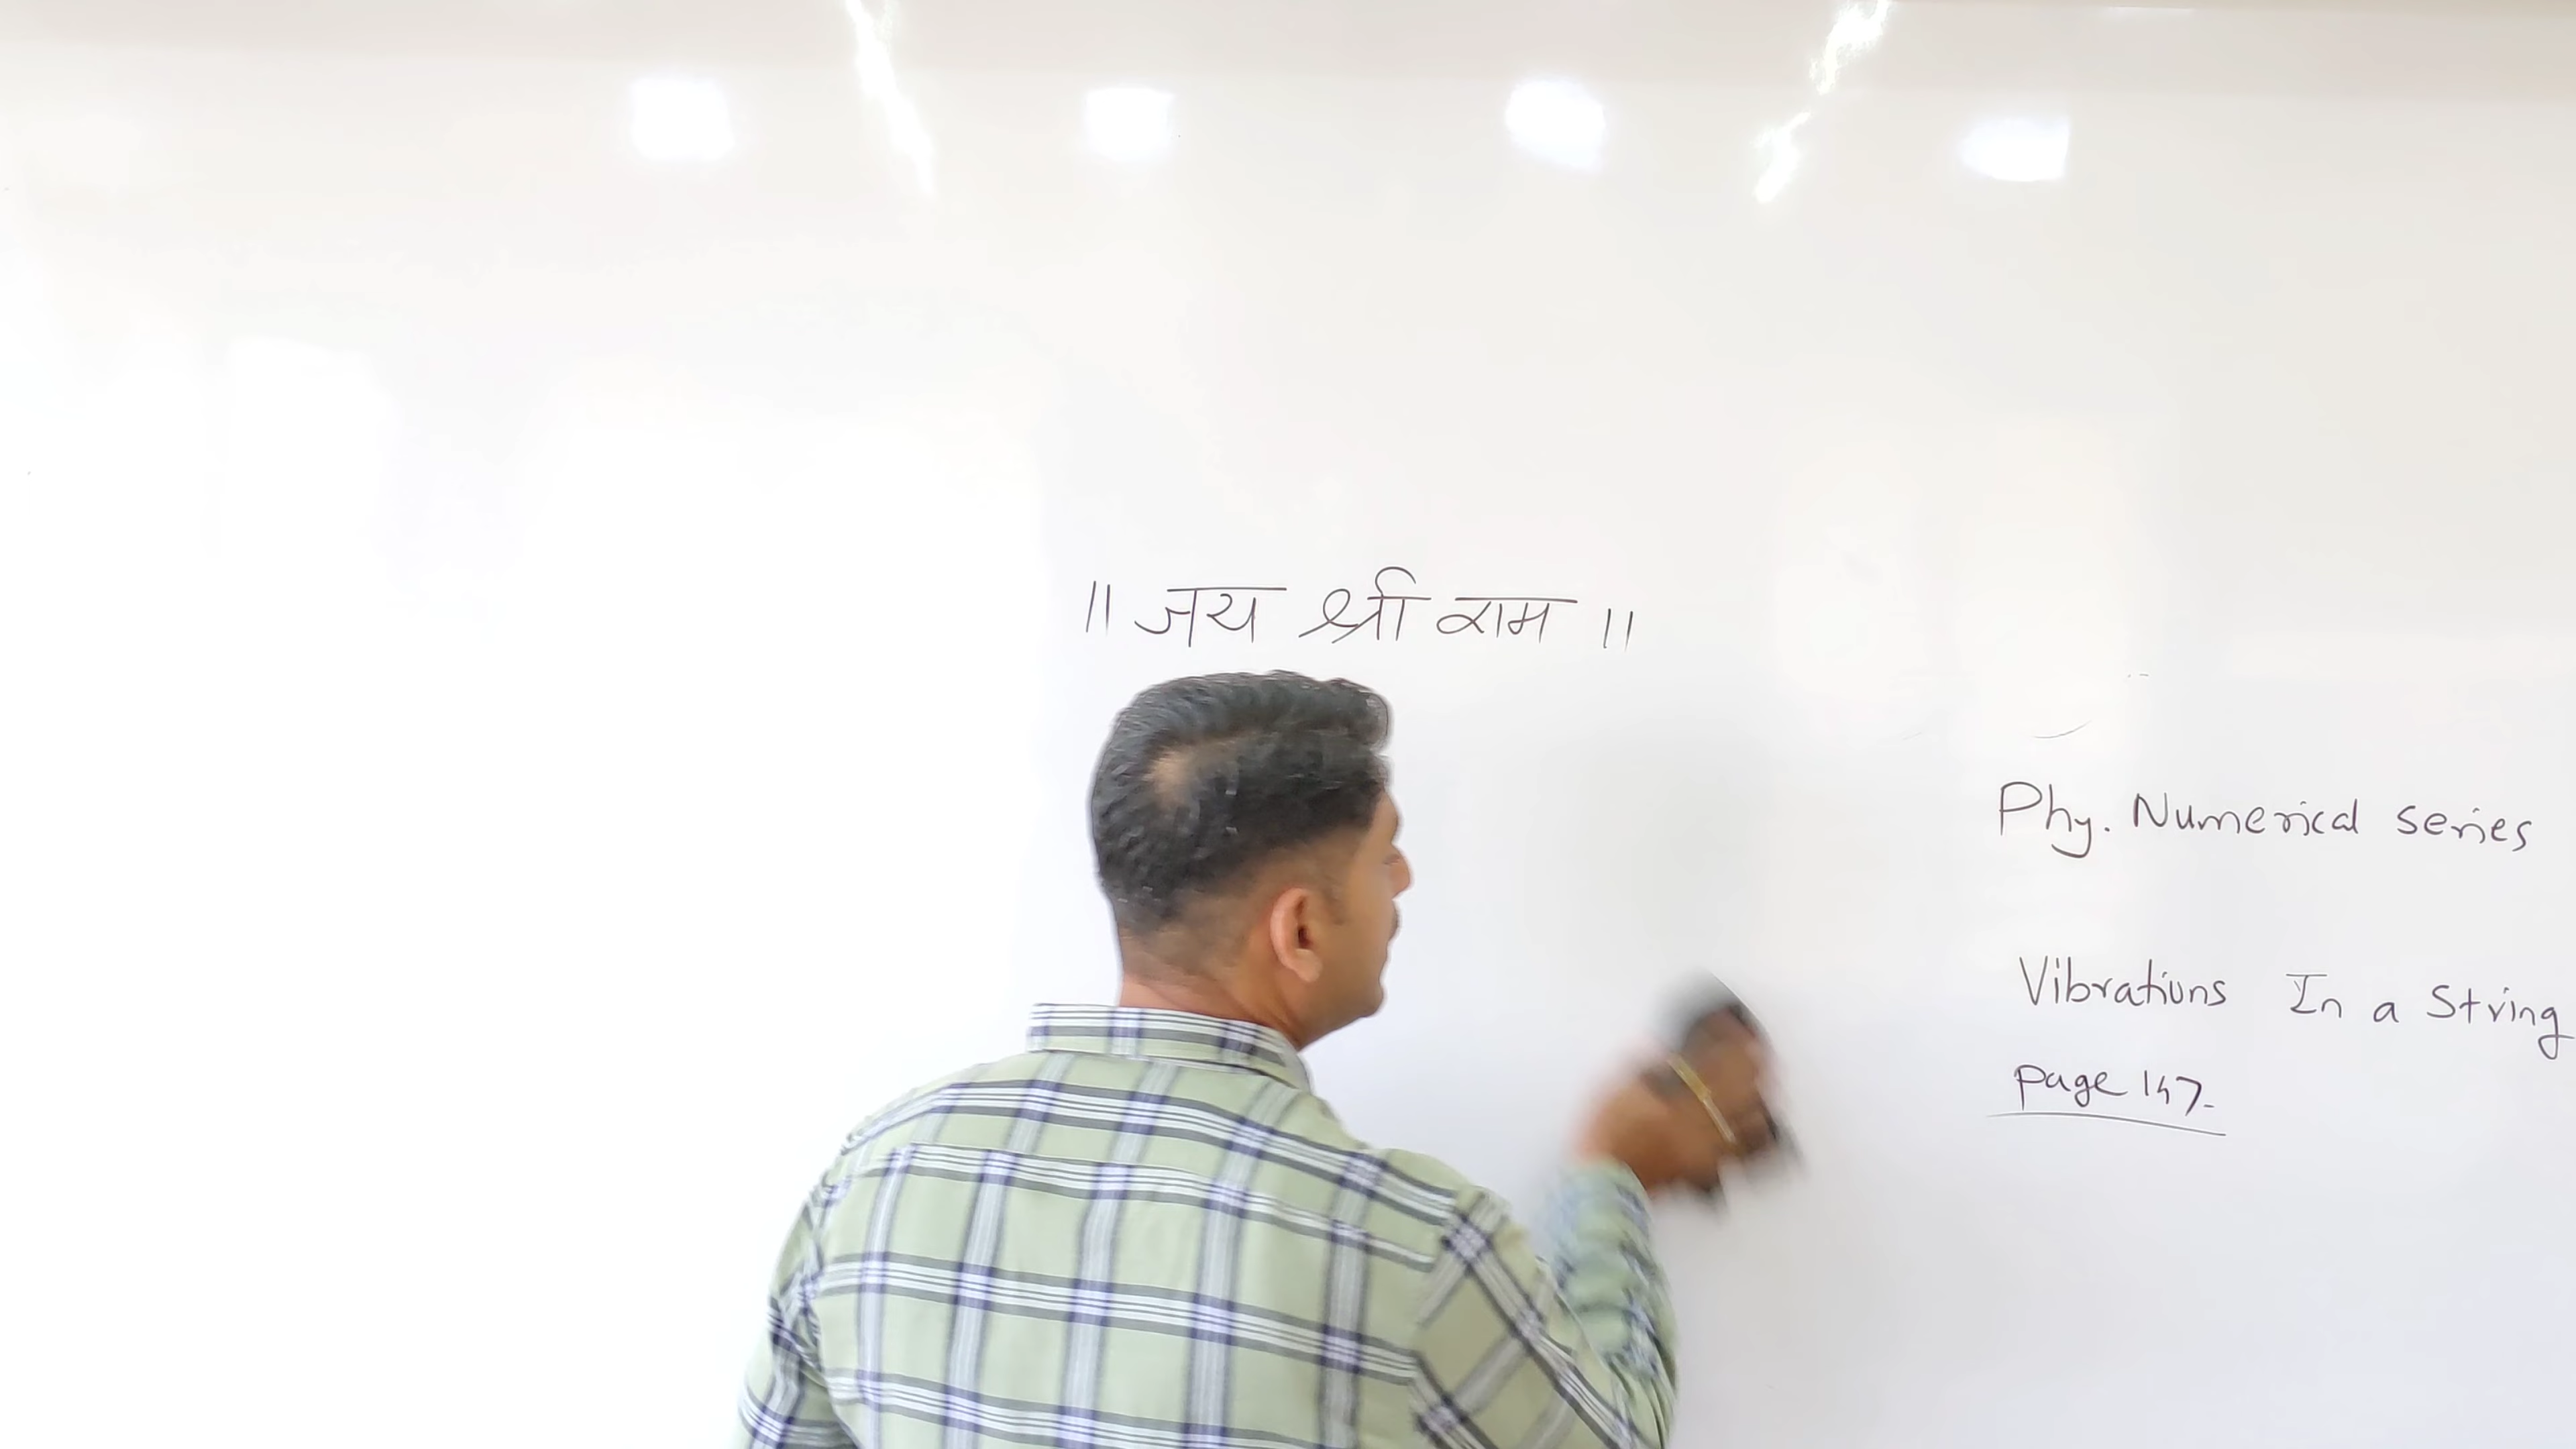 ॥ जय श्री राम ॥
Phy. Numerical series
Vibrations In a String
page 147.